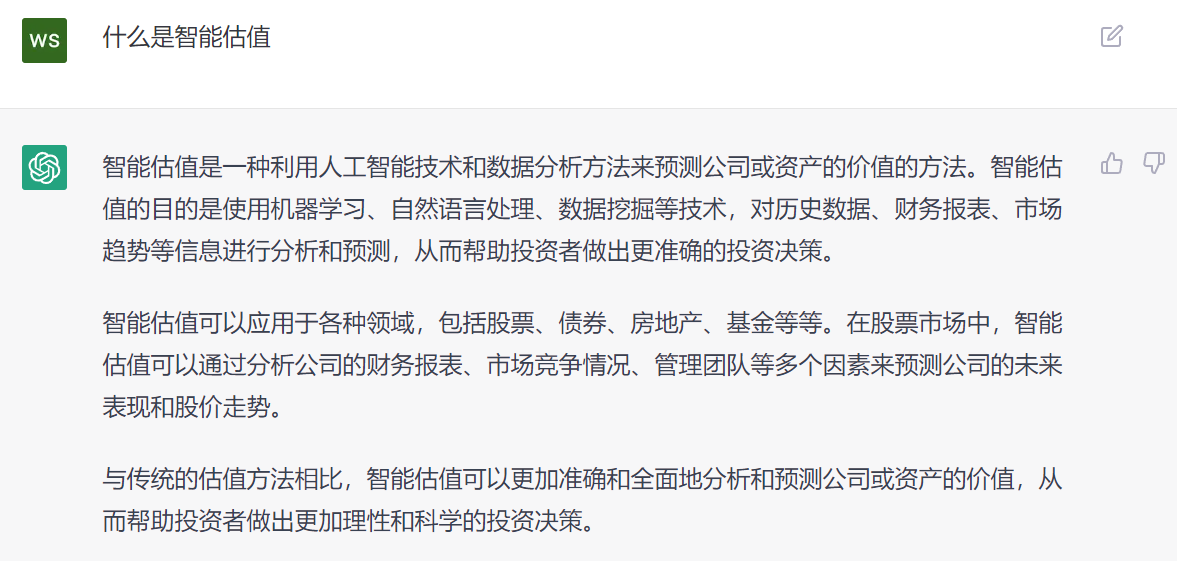 WS
什么是智能估值
智能估值是一种利用人工智能技术和数据分析方法来预测公司或资产的价值的方法。智能估
值的目的是使用机器学习、自然语言处理、数据挖掘等技术，对历史数据、财务报表、市场
趋势等信息进行分析和预测，从而帮助投资者做出更准确的投资决策。
智能估值可以应用于各种领域，包括股票、债券、房地产、基金等等。在股票市场中，智能
估值可以通过分析公司的财务报表、市场竞争情况、管理团队等多个因素来预测公司的未来
表现和股价走势。
与传统的估值方法相比，智能估值可以更加准确和全面地分析和预测公司或资产的价值，从
而帮助投资者做出更加理性和科学的投资决策。